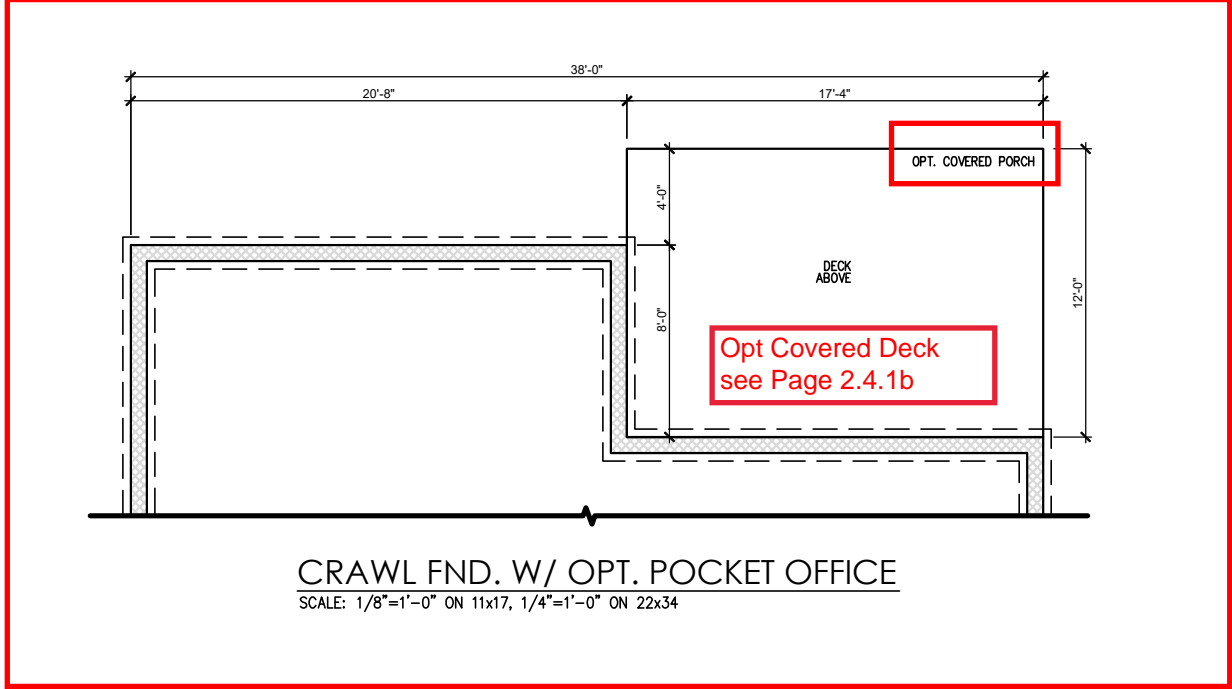 38'-0"
20'-8"
17'-4"
OPT. COVERED PORCH
4'-0"
DECK
ABOVE
12'-0"
8'-0"
Opt Covered Deck
see Page 2.4.1b
CRAWL FND. W/ OPT. POCKET OFFICE
SCALE: 1/8"=1'-0" ON 11x17, 1/4"=1'-0" ON 22x34